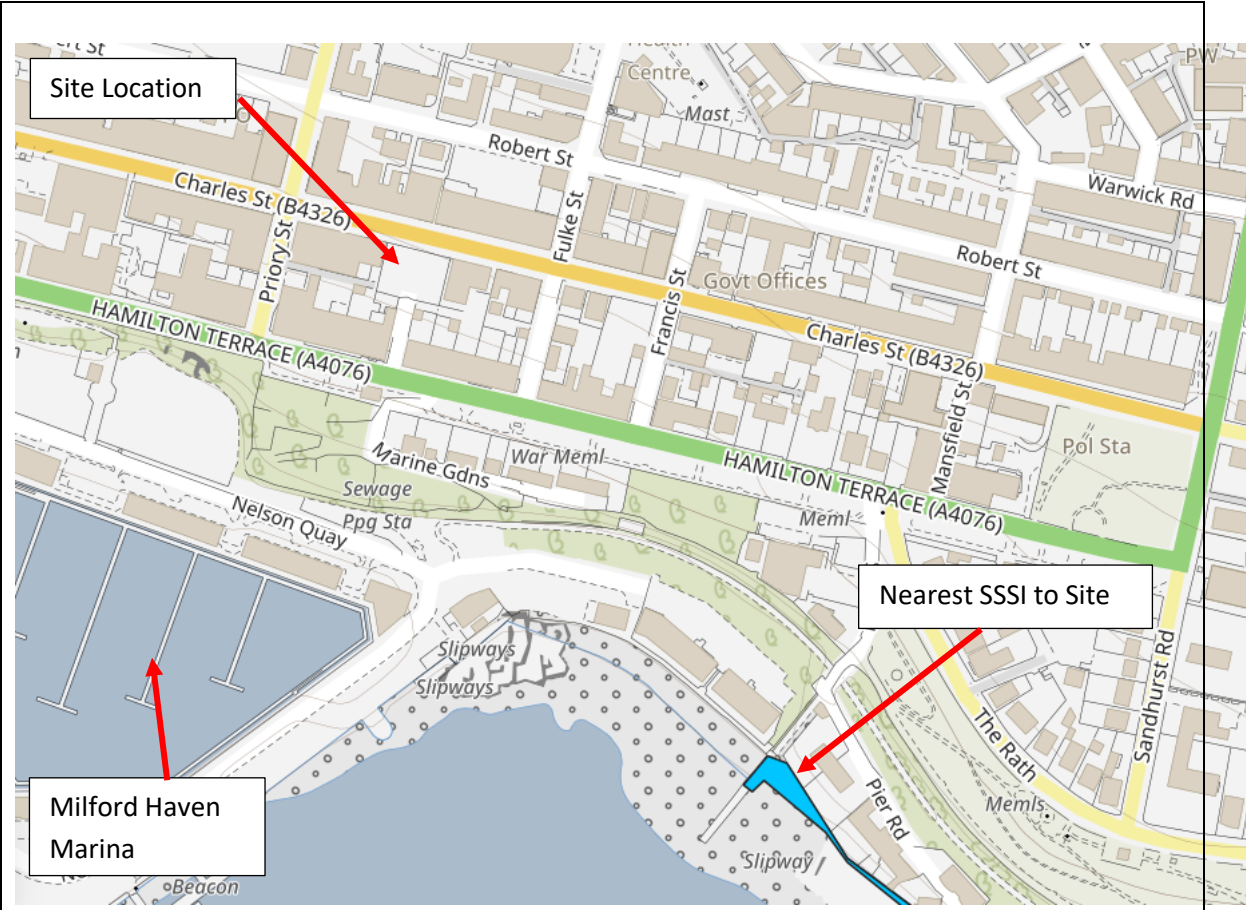 ert St
Site Location
Health
Centre
Mast
PW
O
Robert St
Warwick Rd
Charles St (B4326)
Fulke St
Priory St
Robert St
Govt Offices
Francis St
HAMILTON TERRACE (A4076)
Charles St (B4326)
Mansfield St
Pol Sta
Marine Gdns
War Meml
HAMILTON TERRACE (A4076)
Sewage
Ppg Sta
Nelson Quay
Meml
Nearest SSSI to Site
Slipways
Slipways
Sandhurst Rd
The Rath
Pier Rd
Memls
Milford Haven
Marina
Slipway
Beacon